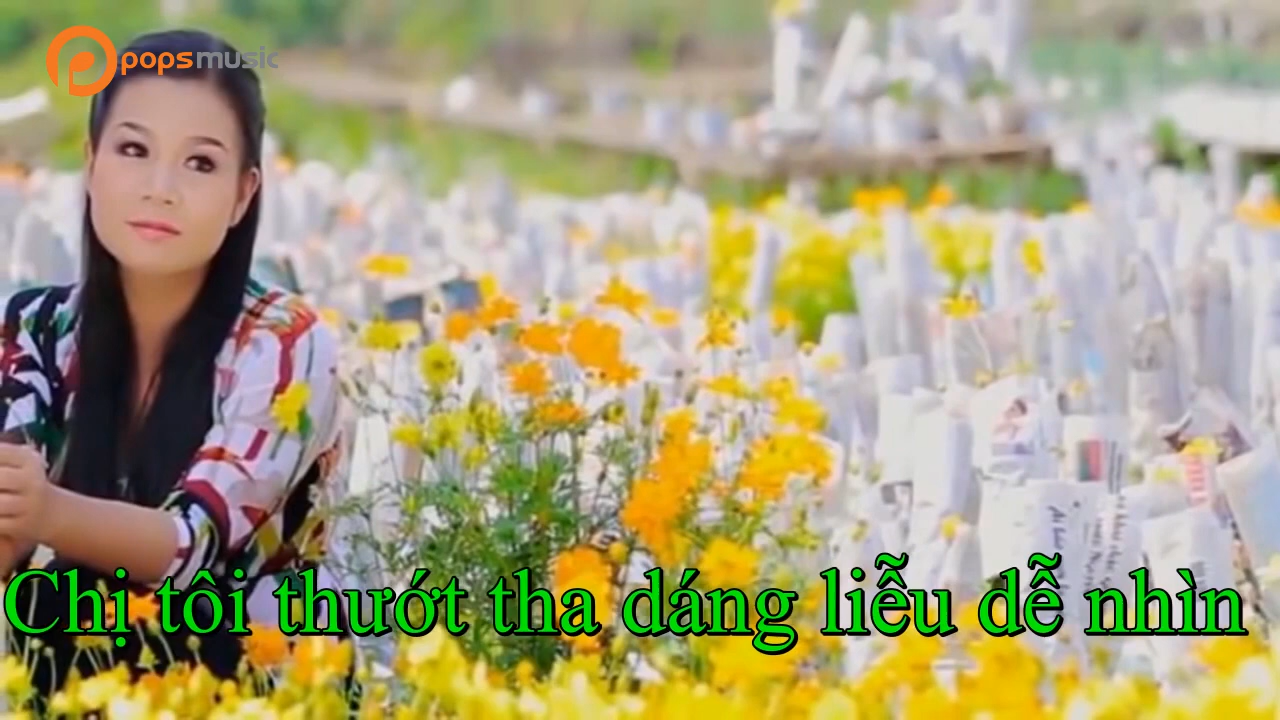 popsmusic
Chị tôi thướt tha dáng liễu dễ nhìn